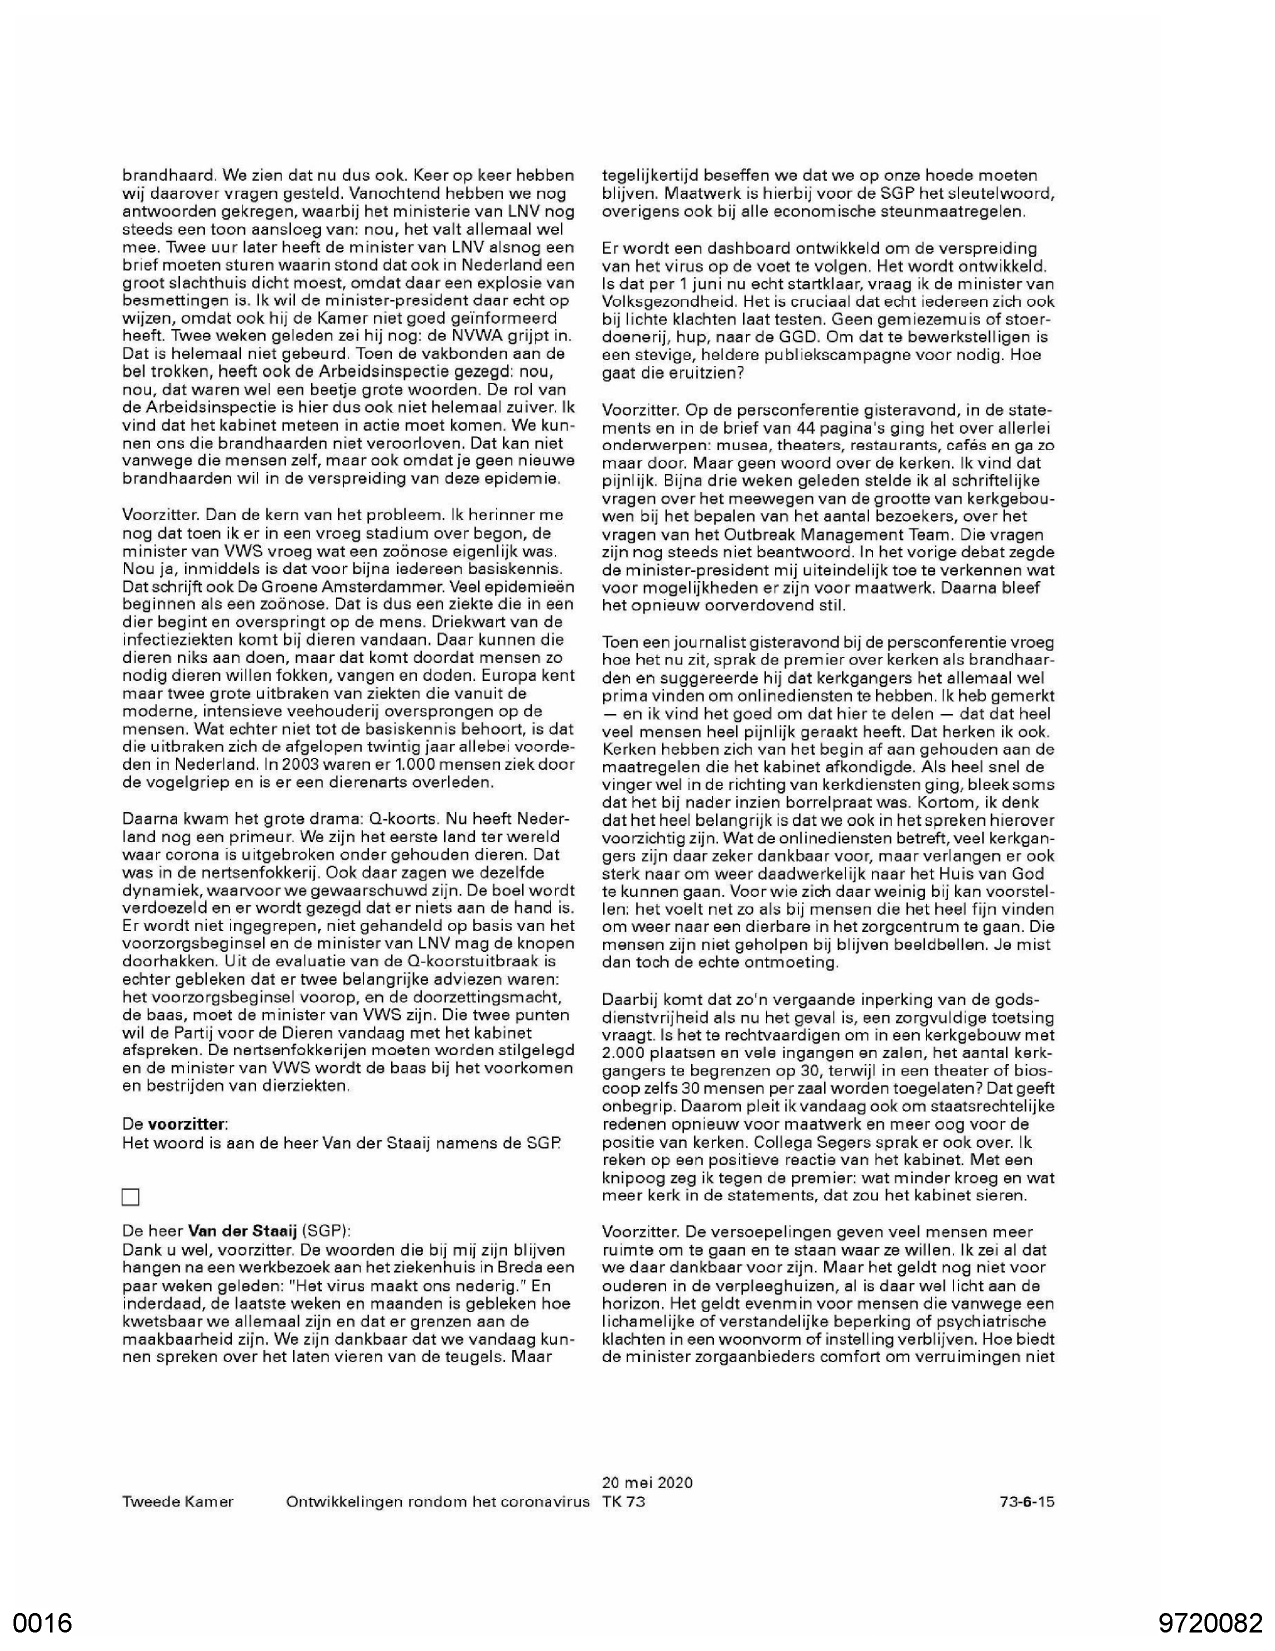 brandhaard. We zien dat nu dus ook. Keer op keer hebben
wij daarover vragen gesteld. Vanochtend hebben we nog
antwoorden gekregen, waarbij het ministerie van LNV nog
steeds een toon aansloeg van: nou, het valt allemaal wel
mee. Twee uur later heeft de minister van LNV alsnog een
brief moeten sturen waarin stond dat ook in Nederland een
groot slachthuis dicht moest, omdat daar een explosie van
besmettingen is. Ik wil de minister-president daar echt op
wijzen, omdat ook hij de Kamer niet goed geïnformeerd
heeft. Twee weken geleden zei hij nog: de NVWA grijpt in.
Dat is helemaal niet gebeurd. Toen de vakbonden aan de
bel trokken, heeft ook de Arbeidsinspectie gezegd: nou,
nou, dat waren wel een beetje grote woorden. De rol van
de Arbeidsinspectie is hier dus ook niet helemaal zuiver. Ik
vind dat het kabinet meteen in actie moet komen. We kun-
nen ons die brandhaarden niet veroorloven. Dat kan niet
vanwege die mensen zelf, maar ook omdat je geen nieuwe
brandhaarden wil in de verspreiding van deze epidemie.
Voorzitter. Dan de kern van het probleem. Ik herinner me
nog dat toen ik er in een vroeg stadium over begon, de
minister van VWS vroeg wat een zoönose eigenlijk was.
Nou ja, inmiddels is dat voor bijna iedereen basiskennis.
Dat schrijft ook De Groene Amsterdammer. Veel epidemieën
beginnen als een zoönose. Dat is dus een ziekte die in een
dier begint en overspringt op de mens. Driekwart van de
infectieziekten komt bij dieren vandaan. Daar kunnen die
dieren niks aan doen, maar dat komt doordat mensen zo
nodig dieren willen fokken, vangen en doden. Europa kent
maar twee grote uitbraken van ziekten die vanuit de
moderne, intensieve veehouderij oversprongen op de
mensen. Wat echter niet tot de basiskennis behoort, is dat
die uitbraken zich de afgelopen twintig jaar allebei voorde-
den in Nederland. In 2003 waren er 1.000 mensen ziek door
de vogelgriep en is er een dierenarts overleden.
Daarna kwam het grote drama: Q-koorts. Nu heeft Neder-
land nog een primeur. We zijn het eerste land ter wereld
waar corona is uitgebroken onder gehouden dieren. Dat
was in de nertsenfokkerij. Ook daar zagen we dezelfde
dynamiek, waarvoor we gewaarschuwd zijn. De boel wordt
verdoezeld en er wordt gezegd dat er niets aan de hand is.
Er wordt niet ingegrepen, niet gehandeld op basis van het
voorzorgsbeginsel en de minister van LNV mag de knopen
doorhakken. Uit de evaluatie van de Q-koorstuitbraak is
echter gebleken dat er twee belangrijke adviezen waren:
het voorzorgsbeginsel voorop, en de doorzettingsmacht,
de baas, moet de minister van VWS zijn. Die twee punten
wil de Partij voor de Dieren vandaag met het kabinet
afspreken. De nertsenfokkerijen moeten worden stilgelegd
en de minister van VWS wordt de baas bij het voorkomen
en bestrijden van dierziekten.
De voorzitter:
Het woord is aan de heer Van der Staaij namens de SGP.
De heer Van der Staaij (SGP):
Dank u wel, voorzitter. De woorden die bij mij zijn blijven
hangen na een werkbezoek aan het ziekenhuis in Breda een
paar weken geleden: "Het virus maakt ons nederig." En
inderdaad, de laatste weken en maanden is gebleken hoe
kwetsbaar we allemaal zijn en dat er grenzen aan de
maakbaarheid zijn. We zijn dankbaar dat we vandaag kun-
nen spreken over het laten vieren van de teugels. Maar
tegelijkertijd beseffen we dat we op onze hoede moeten
blijven. Maatwerk is hierbij voor de SGP het sleutelwoord,
overigens ook bij alle economische steunmaatregelen.
Er wordt een dashboard ontwikkeld om de verspreiding
van het virus op de voet te volgen. Het wordt ontwikkeld.
Is dat per 1 juni nu echt startklaar, vraag ik de minister van
Volksgezondheid. Het is cruciaal dat echt iedereen zich ook
bij lichte klachten laat testen. Geen gemiezemuis of stoer-
doenerij, hup, naar de GGD. Om dat te bewerkstelligen is
een stevige, heldere publiekscampagne voor nodig. Hoe
gaat die eruitzien?
Voorzitter. Op de persconferentie gisteravond, in de state-
ments en in de brief van 44 pagina's ging het over allerlei
onderwerpen: musea, theaters, restaurants, cafés en ga zo
maar door. Maar geen woord over de kerken. Ik vind dat
pijnlijk. Bijna drie weken geleden stelde ik al schriftelijke
vragen over het meewegen van de grootte van kerkgebou-
wen bij het bepalen van het aantal bezoekers, over het
vragen van het Outbreak Management Team. Die vragen
zijn nog steeds niet beantwoord. In het vorige debat zegde
de minister-president mij uiteindelijk toe te verkennen wat
voor mogelijkheden er zijn voor maatwerk. Daarna bleef
het opnieuw oorverdovend stil.
Toen een journalist gisteravond bij de persconferentie vroeg
hoe het nu zit, sprak de premier over kerken als brandhaar-
den en suggereerde hij dat kerkgangers het allemaal wel
prima vinden om onlinediensten te hebben. Ik heb gemerkt
— en ik vind het goed om dat hier te delen — dat dat heel
veel mensen heel pijnlijk geraakt heeft. Dat herken ik ook.
Kerken hebben zich van het begin af aan gehouden aan de
maatregelen die het kabinet afkondigde. Als heel snel de
vinger wel in de richting van kerkdiensten ging, bleek soms
dat het bij nader inzien borrelpraat was. Kortom, ik denk
dat het heel belangrijk is dat we ook in het spreken hierover
voorzichtig zijn. Wat de onlinediensten betreft, veel kerkgan-
gers zijn daar zeker dankbaar voor, maar verlangen er ook
sterk naar om weer daadwerkelijk naar het Huis van God
te kunnen gaan. Voor wie zich daar weinig bij kan voorstel-
len: het voelt net zo als bij mensen die het heel fijn vinden
om weer naar een dierbare in het zorgcentrum te gaan. Die
mensen zijn niet geholpen bij blijven beeldbellen. Je mist
dan toch de echte ontmoeting.
Daarbij komt dat zo'n vergaande inperking van de gods-
dienstvrijheid als nu het geval is, een zorgvuldige toetsing
vraagt. Is het te rechtvaardigen om in een kerkgebouw met
2.000 plaatsen en vele ingangen en zalen, het aantal kerk-
gangers te begrenzen op 30, terwijl in een theater of bios-
coop zelfs 30 mensen per zaal worden toegelaten? Dat geeft
onbegrip. Daarom pleit ik vandaag ook om staatsrechtelijke
redenen opnieuw voor maatwerk en meer oog voor de
positie van kerken. Collega Segers sprak er ook over. Ik
reken op een positieve reactie van het kabinet. Met een
knipoog zeg ik tegen de premier: wat minder kroeg en wat
meer kerk in de statements, dat zou het kabinet sieren.
Voorzitter. De versoepelingen geven veel mensen meer
ruimte om te gaan en te staan waar ze willen. Ik zei al dat
we daar dankbaar voor zijn. Maar het geldt nog niet voor
ouderen in de verpleeghuizen, al is daar wel licht aan de
horizon. Het geldt evenmin voor mensen die vanwege een
lichamelijke of verstandelijke beperking of psychiatrische
klachten in een woonvorm of instelling verblijven. Hoe biedt
de minister zorgaanbieders comfort om verruimingen niet
20 mei 2020
Tweede Kamer Ontwikkelingen rondom het coronavirus TK 73 73-6-15
0016 9720082